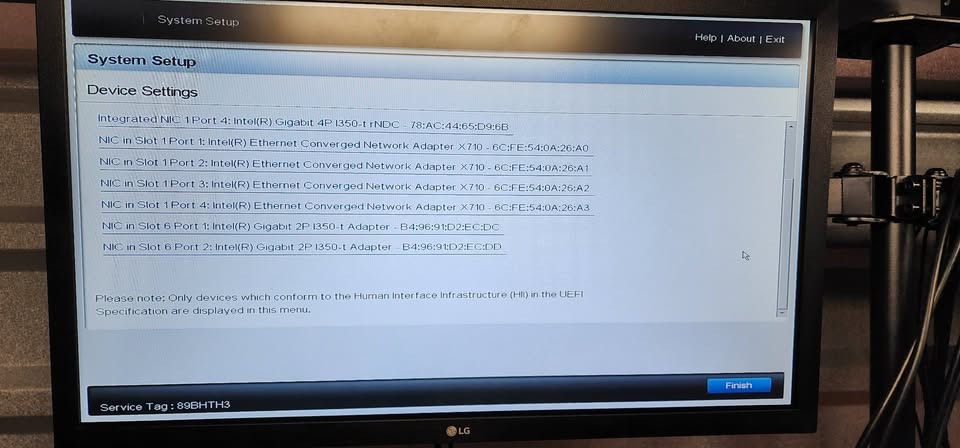 System Setup
Help | About | Exit
System Setup
Device Settings
Integrated NIC 1 Port 4: Intel(R) Gigabit 4P I350-t rNDC - 78:AC:44:65:D9:6B
NIC in Slot 1 Port 1: Intel(R) Ethernet Converged Network Adapter X710 - 6C:FE:54:0A:26:A0
NIC in Slot 1 Port 2: Intel(R) Ethernet Converged Network Adapter X710 - 6C:FE:54:0A:26:A1
NIC in Slot 1 Port 3: Intel(R) Ethernet Converged Network Adapter X710 - 6C:FE:54:0A:26:A2
NIC in Slot 1 Port 4: Intel(R) Ethernet Converged Network Adapter X710 - 6C:FE:54:0A:26:A3
NIC in Slot 6 Port 1: Intel(R) Gigabit 2P I350-t Adapter - B4:96:91:D2:EC:DC
NIC in Slot 6 Port 2: Intel(R) Gigabit 2P I350-t Adapter - B4:96:91:D2:EC:DD
Please note: Only devices which conform to the Human Interface Infrastructure (HII) in the UEFI
Specification are displayed in this menu.
Finish
Service Tag : 89BHTH3
LG